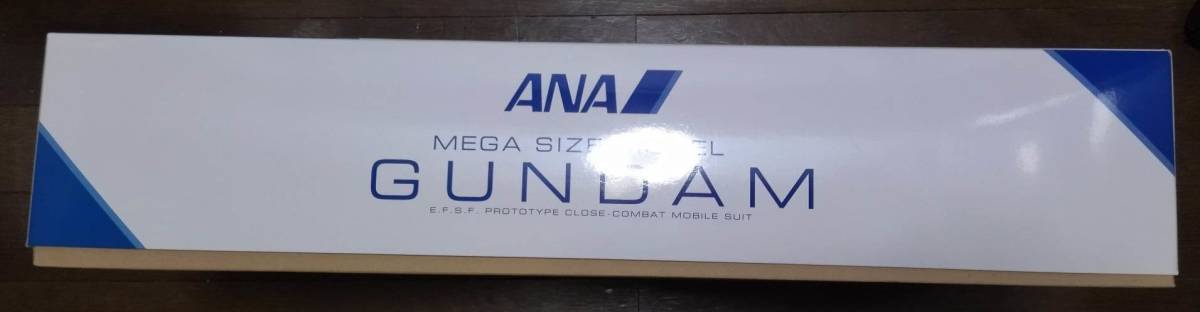 ANA
MEGA SIZE
GUNDAM
E.F.S.F. PROTOTYPE CLOSE-COMBAT MOBILE SUIT